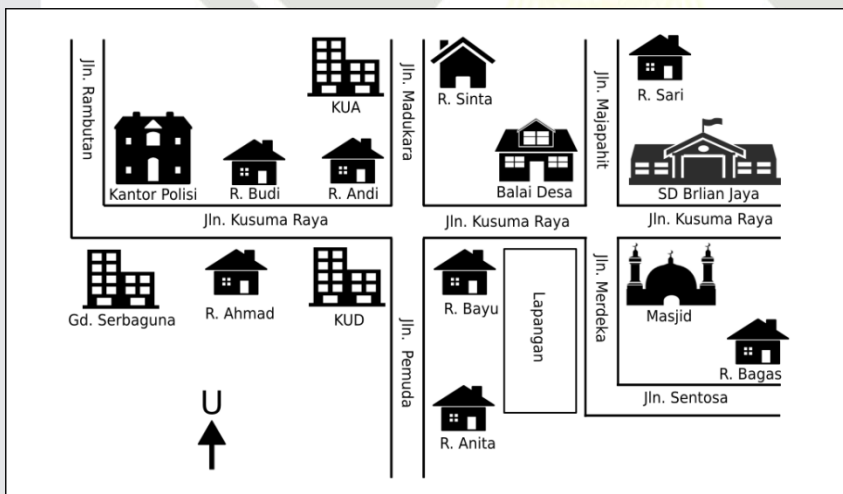 Jln. Rambutan
KUA
Jln. Madukara
R. Sinta
Jln. Majapahit
R. Sari
Kantor Polisi
R. Budi
R. Andi
Balai Desa
SD Brlian Jaya
Jln. Kusuma Raya
Jln. Kusuma Raya
Jln. Kusuma Raya
Gd. Serbaguna
R. Ahmad
KUD
Jln. Pemuda
R. Bayu
Lapangan
Jln. Merdeka
Masjid
R. Bagas
Jln. Sentosa
U
R. Anita